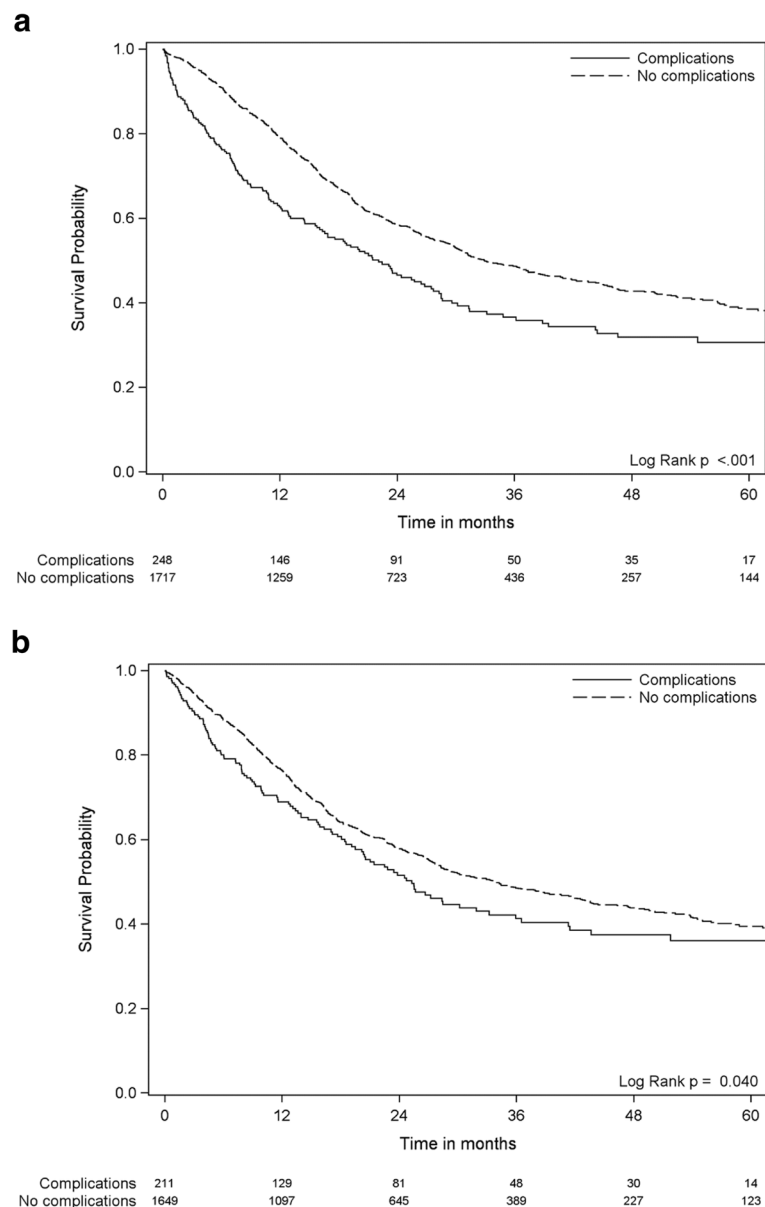 a
Complications
No complications
Survival Probability
1.0
0.8
0.6
0.4
0.2
0.0
Log Rank p <.001
0 12 24 36 48 60
Time in months
Complications 248 146 91 50 35 17
No complications 1717 1259 723 436 257 144
b
Complications
No complications
Survival Probability
1.0
0.8
0.6
0.4
0.2
0.0
Log Rank p = 0.040
0 12 24 36 48 60
Time in months
Complications 211 129 81 48 30 14
No complications 1649 1097 645 389 227 123